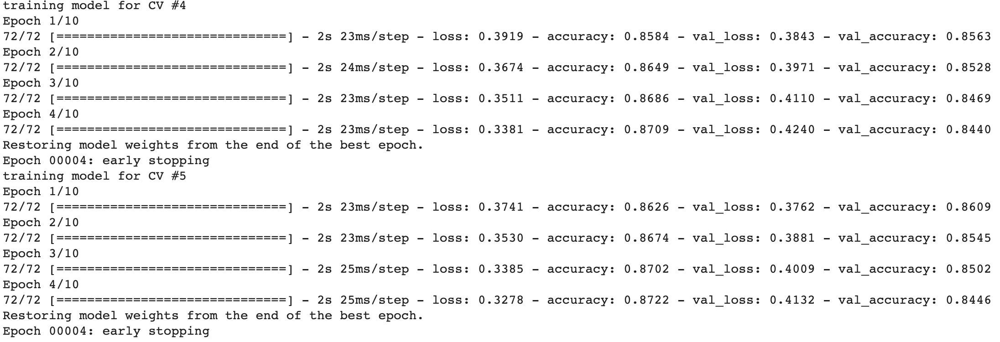 training model for CV #4
Epoch 1/10
72/72 [==============================] - 2s 23ms/step - loss: 0.3919 - accuracy: 0.8584 - val_loss: 0.3843 - val_accuracy: 0.8563
Epoch 2/10
72/72 [==============================] - 2s 24ms/step - loss: 0.3674 - accuracy: 0.8649 - val_loss: 0.3971 - val_accuracy: 0.8528
Epoch 3/10
72/72 [==============================] - 2s 23ms/step - loss: 0.3511 - accuracy: 0.8686 - val_loss: 0.4110 - val_accuracy: 0.8469
Epoch 4/10
72/72 [==============================] - 2s 23ms/step - loss: 0.3381 - accuracy: 0.8709 - val_loss: 0.4240 - val_accuracy: 0.8440
Restoring model weights from the end of the best epoch.
Epoch 00004: early stopping
training model for CV #5
Epoch 1/10
72/72 [==============================] - 2s 23ms/step - loss: 0.3741 - accuracy: 0.8626 - val_loss: 0.3762 - val_accuracy: 0.8609
Epoch 2/10
72/72 [==============================] - 2s 23ms/step - loss: 0.3530 - accuracy: 0.8674 - val_loss: 0.3881 - val_accuracy: 0.8545
Epoch 3/10
72/72 [==============================] - 2s 25ms/step - loss: 0.3385 - accuracy: 0.8702 - val_loss: 0.4009 - val_accuracy: 0.8502
Epoch 4/10
72/72 [==============================] - 2s 25ms/step - loss: 0.3278 - accuracy: 0.8722 - val_loss: 0.4132 - val_accuracy: 0.8446
Restoring model weights from the end of the best epoch.
Epoch 00004: early stopping